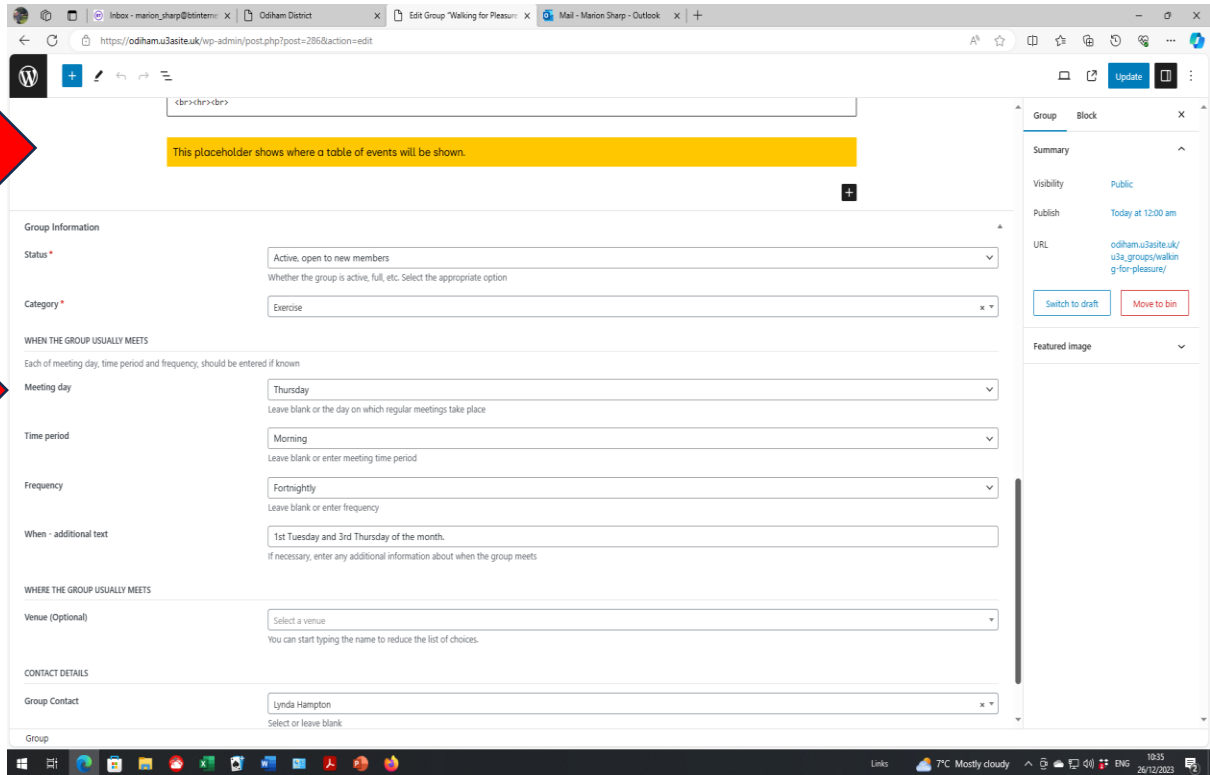 Inbox - marion_sharp@btinterne
Odiham District
Edit Group "Walking for Pleasure
Mail - Marion Sharp - Outlook
https://odiham.u3asite.uk/wp-admin/post.php?post=286&action=edit
Update
<br><hr><br>
Group Block
This placeholder shows where a table of events will be shown.
Summary
Visibility Public
Publish Today at 12:00 am
URL odiham.u3asite.uk/
u3a_groups/walkin
g-for-pleasure/
Switch to draft Move to bin
Featured image
Group Information
Status * Active, open to new members
Whether the group is active, full, etc. Select the appropriate option
Category * Exercise
WHEN THE GROUP USUALLY MEETS
Each of meeting day, time period and frequency, should be entered if known
Meeting day Thursday
Leave blank or the day on which regular meetings take place
Time period Morning
Leave blank or enter meeting time period
Frequency Fortnightly
Leave blank or enter frequency
When - additional text 1st Tuesday and 3rd Thursday of the month.
If necessary, enter any additional information about when the group meets
WHERE THE GROUP USUALLY MEETS
Venue (Optional) Select a venue
You can start typing the name to reduce the list of choices.
CONTACT DETAILS
Group Contact Lynda Hampton
Select or leave blank
Group
Links 7°C Mostly cloudy ENG 10:35
26/12/2023